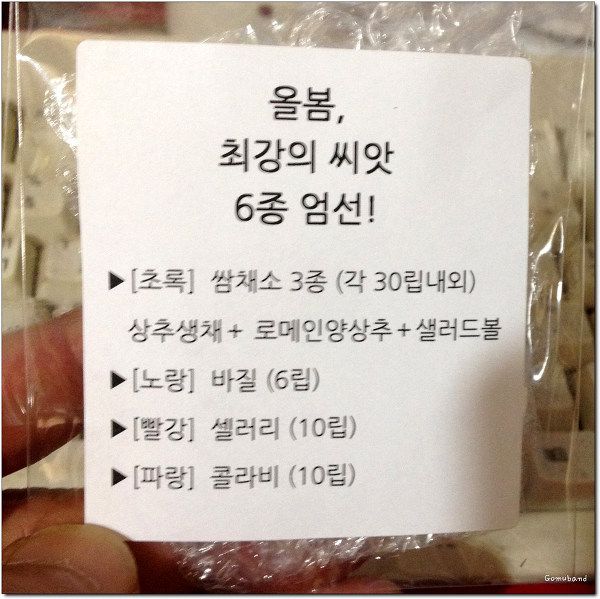 올봄,
최강의 씨앗
6종 엄선!
▶[초록] 쌈채소 3종 (각 30립내외)
상추생채+ 로메인양상추+샐러드볼
▶[노랑] 바질 (6립)
▶[빨강] 셀러리 (10립)
▶[파랑] 콜라비 (10립)
Gomuband